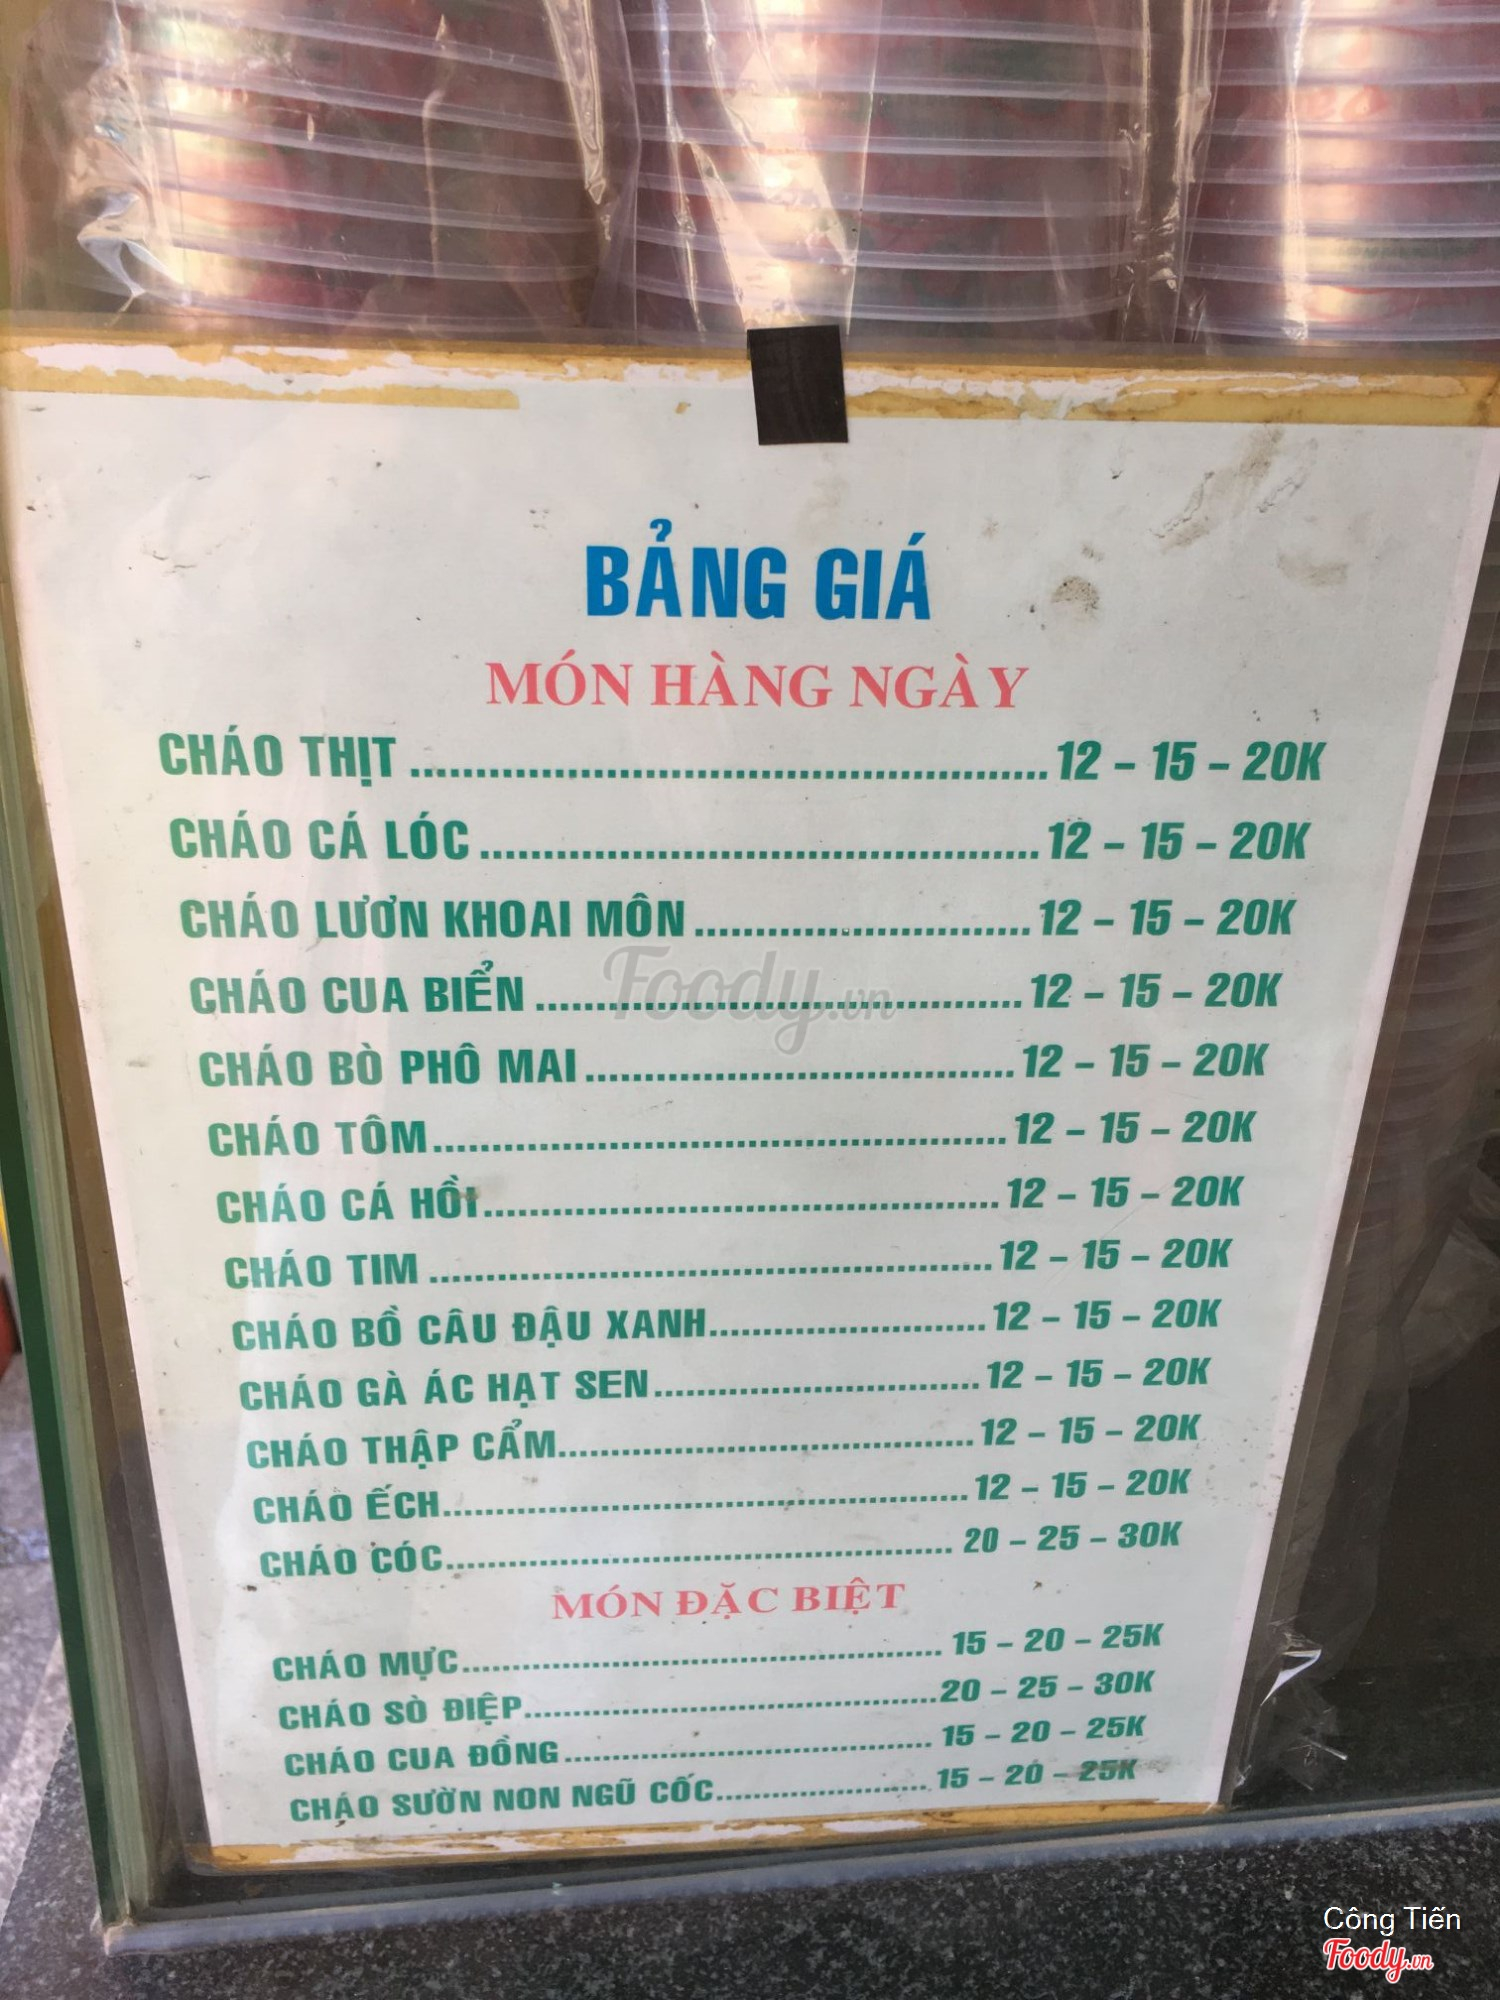 BẢNG GIÁ
MÓN HÀNG NGÀY
CHÁO THỊT........................................12 – 15 – 20K
CHÁO CÁ LÓC........................................12 – 15 – 20K
CHÁO LƯƠN KHOAI MÔN........................................12 – 15 – 20K
CHÁO CUA BIỂN........................................12 – 15 – 20K
Foody.vn
CHÁO BÒ PHÔ MAI........................................12 – 15 – 20K
CHÁO TÔM........................................12 – 15 – 20K
CHÁO CÁ HỒI........................................12 – 15 – 20K
CHÁO TIM........................................12 – 15 – 20K
CHÁO BỒ CÂU ĐẬU XANH........................................12 – 15 – 20K
CHÁO GÀ ÁC HẠT SEN........................................12 – 15 – 20K
CHÁO THẬP CẨM........................................12 – 15 – 20K
CHÁO ẾCH........................................12 – 15 – 20K
CHÁO CÓC........................................20 – 25 – 30K
MÓN ĐẶC BIỆT
CHÁO MỰC........................................15 – 20 – 25K
CHÁO SÒ ĐIỆP........................................20 – 25 – 30K
CHÁO CUA ĐỒNG........................................15 – 20 – 25K
CHÁO SƯỜN NON NGŨ CỐC........................................15 – 20 – 25K
Công Tiến
Foody.vn